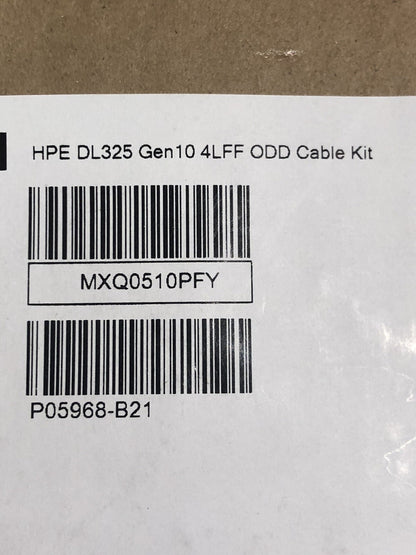 HPE DL325 Gen10 4LFF ODD Cable Kit
MXQ0510PFY
P05968-B21